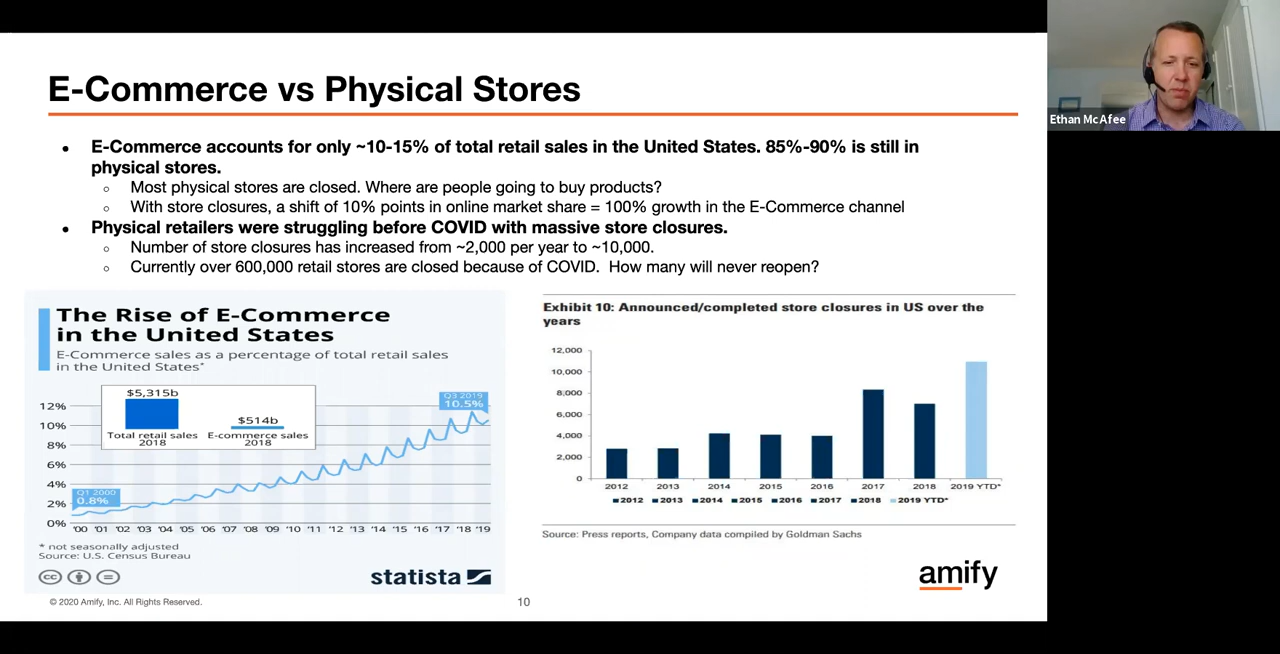 E-Commerce vs Physical Stores
Ethan McAfee
● E-Commerce accounts for only ~10-15% of total retail sales in the United States. 85%-90% is still in
physical stores.
○ Most physical stores are closed. Where are people going to buy products?
○ With store closures, a shift of 10% points in online market share = 100% growth in the E-Commerce channel
● Physical retailers were struggling before COVID with massive store closures.
○ Number of store closures has increased from ~2,000 per year to ~10,000.
○ Currently over 600,000 retail stores are closed because of COVID.  How many will never reopen?
The Rise of E-Commerce
in the United States
E-Commerce sales as a percentage of total retail sales
in the United States*
12%
10%
8%
6%
4%
2%
0%
$5,315b
Total retail sales
2018
$514b
E-commerce sales
2018
Q3 2019
10.5%
Q1 2000
0.8%
'00 '01 '02 '03 '04 '05 '06 '07 '08 '09 '10 '11 '12 '13 '14 '15 '16 '17 '18 '19
* not seasonally adjusted
Source: U.S. Census Bureau
cc
statista
Exhibit 10: Announced/completed store closures in US over the
years
12,000
10,000
8,000
6,000
4,000
2,000
0
2012 2013 2014 2015 2016 2017 2018 2019 YTD*
2012 2013 2014 2015 2016 2017 2018 2019 YTD*
Source: Press reports, Company data compiled by Goldman Sachs
amify
© 2020 Amify, Inc. All Rights Reserved.
10